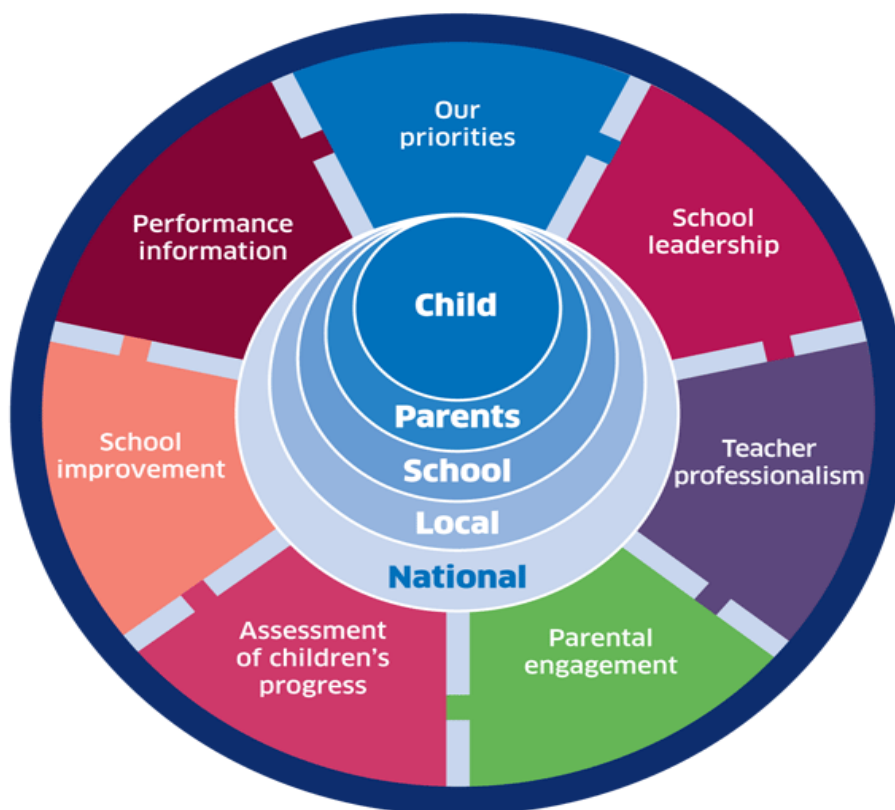 Our
priorities
School
leadership
Teacher
professionalism
Parental
engagement
Assessment
of children's
progress
School
improvement
Performance
information
Child
Parents
School
Local
National